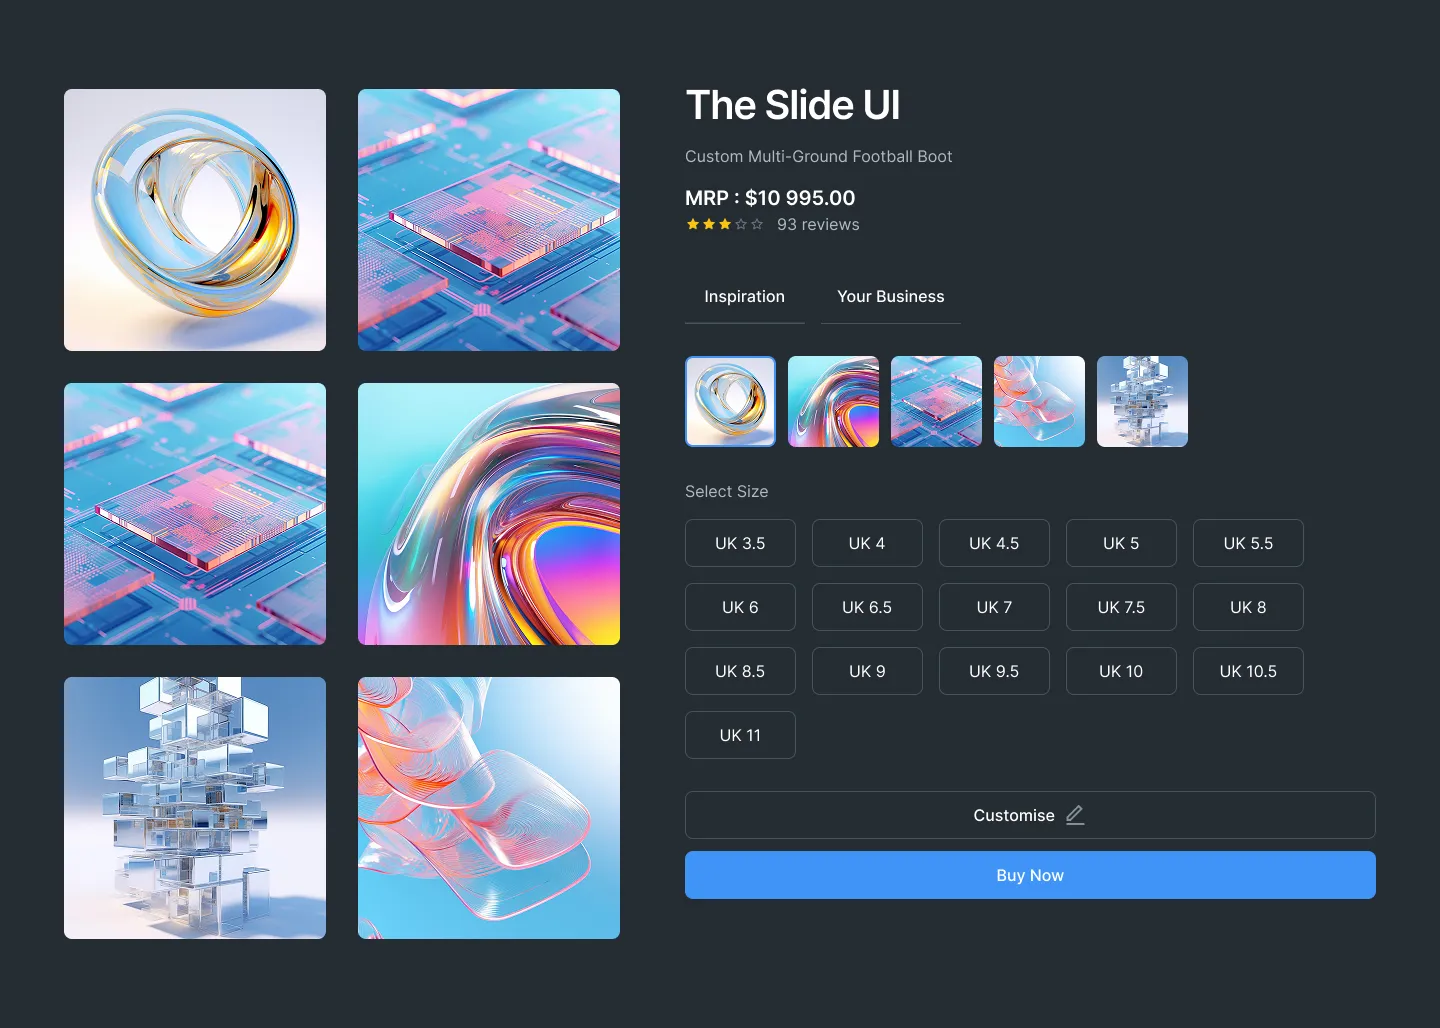 The Slide UI
Custom Multi-Ground Football Boot
MRP : $10 995.00
93 reviews
Inspiration
Your Business
Select Size
UK 3.5
UK 4
UK 4.5
UK 5
UK 5.5
UK 6
UK 6.5
UK 7
UK 7.5
UK 8
UK 8.5
UK 9
UK 9.5
UK 10
UK 10.5
UK 11
Customise
Buy Now